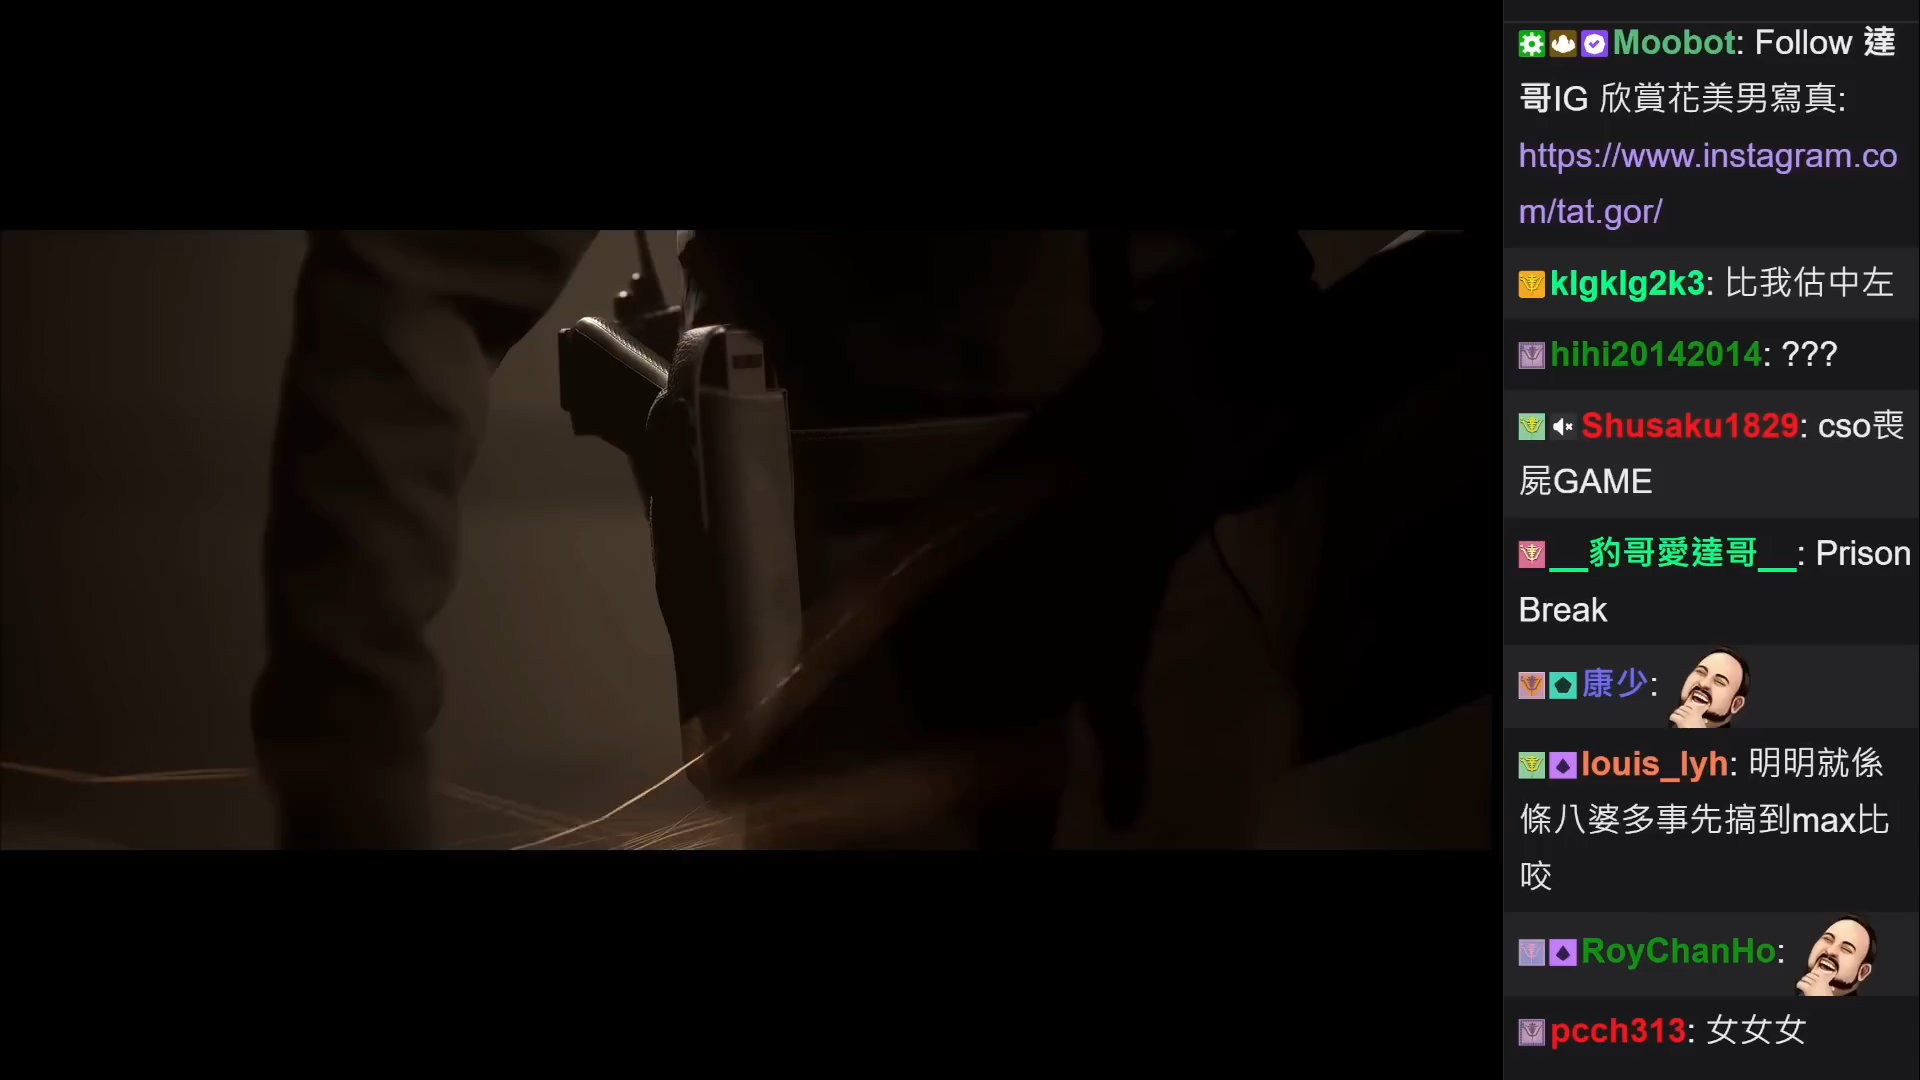 Moobot: Follow 達
哥IG 欣賞花美男寫真:
https://www.instagram.co
m/tat.gor/
klgklg2k3: 比我估中左
hihi20142014: ???
Shusaku1829: cso喪
屍GAME
__豹哥愛達哥__: Prison
Break
康少:
louis_lyh: 明明就係
條八婆多事先搞到max比
咬
RoyChanHo:
pcch313: 女女女